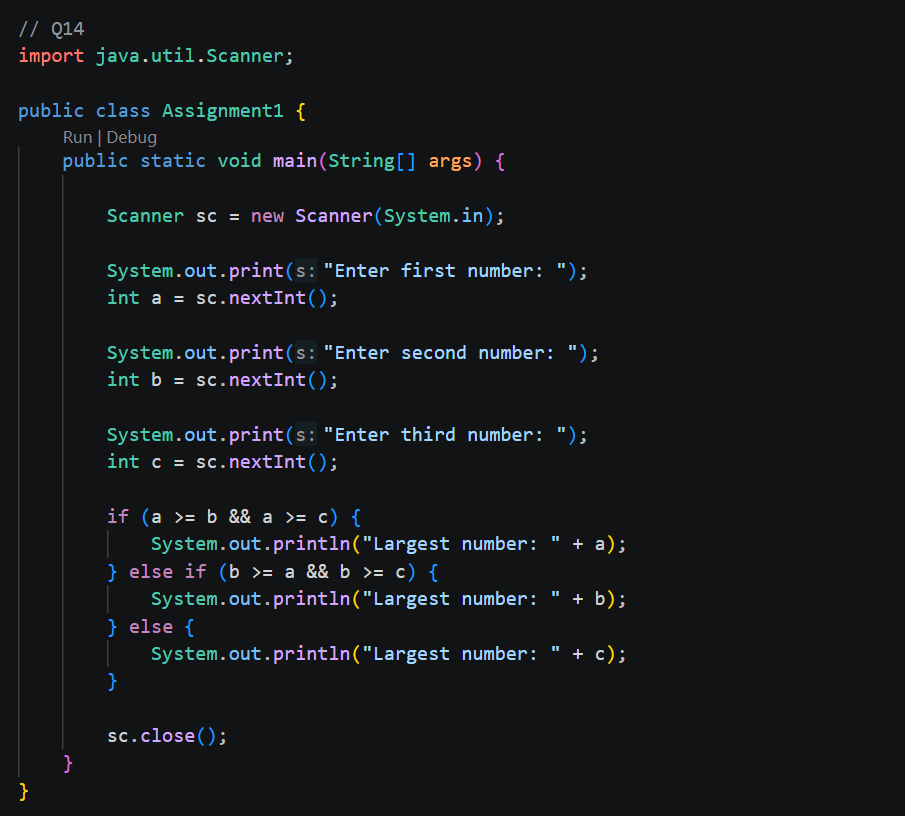 // Q14
import java.util.Scanner;
public class Assignment1 {
Run | Debug
public static void main(String[] args) {
Scanner sc = new Scanner(System.in);
System.out.print(s: "Enter first number: ");
int a = sc.nextInt();
System.out.print(s: "Enter second number: ");
int b = sc.nextInt();
System.out.print(s: "Enter third number: ");
int c = sc.nextInt();
if (a >= b && a >= c) {
System.out.println("Largest number: " + a);
} else if (b >= a && b >= c) {
System.out.println("Largest number: " + b);
} else {
System.out.println("Largest number: " + c);
}
sc.close();
}
}